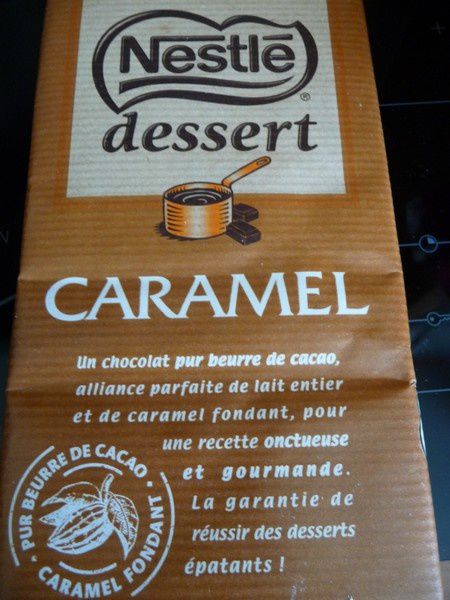 Nestlé
®
dessert
CARAMEL
Un chocolat pur beurre de cacao,
alliance parfaite de lait entier
et de caramel fondant, pour
une recette onctueuse
et gourmande.
La garantie de
réussir des desserts
épatants !
PUR BEURRE DE CACAO •
CARAMEL FONDANT •